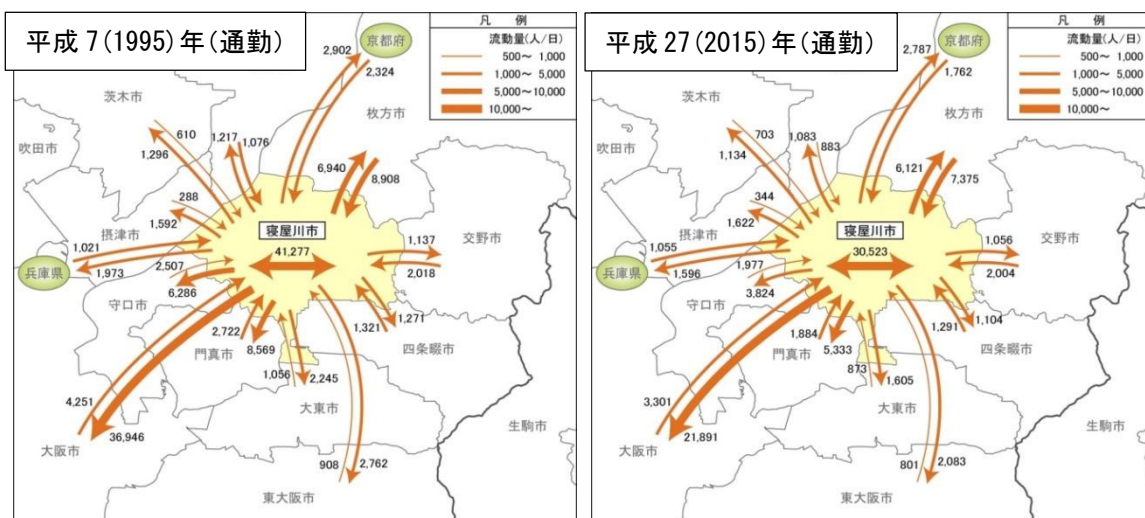 平成7(1995)年(通勤)
凡 例
流動量(人/日)
500～ 1,000
1,000～ 5,000
5,000～10,000
10,000～
京都府
2,902
2,324
茨木市
枚方市
610
1,296
1,217
1,076
吹田市
6,940
8,908
288
1,592
摂津市
寝屋川市
41,277
1,021
1,973
兵庫県
1,137
2,018
交野市
2,507
6,286
守口市
2,722
8,569
門真市
1,321
1,271
四条畷市
1,056
2,245
大東市
4,251
36,946
大阪市
生駒市
908
2,762
東大阪市
平成27(2015)年(通勤)
凡 例
流動量(人/日)
500～ 1,000
1,000～ 5,000
5,000～10,000
10,000～
京都府
2,787
1,762
茨木市
枚方市
703
1,134
1,083
883
吹田市
6,121
7,375
344
1,622
摂津市
寝屋川市
30,523
1,055
1,596
兵庫県
1,056
2,004
交野市
1,977
3,824
守口市
1,884
5,333
門真市
1,291
1,104
四条畷市
873
1,605
大東市
3,301
21,891
大阪市
生駒市
801
2,083
東大阪市